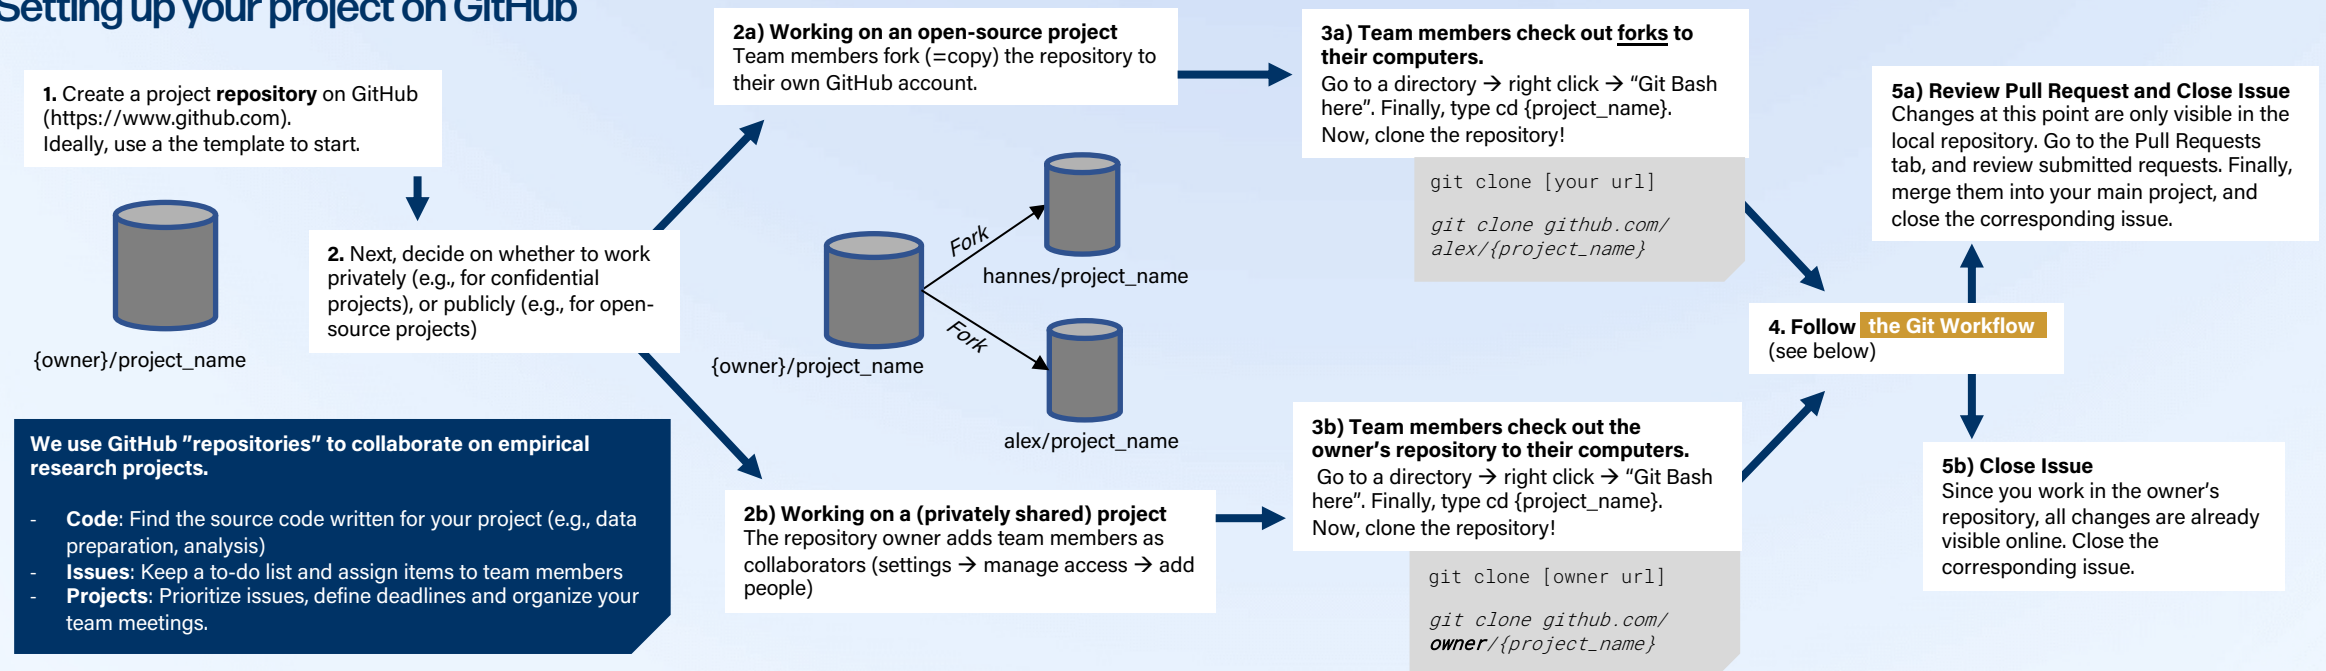 Setting up your project on GitHub
1. Create a project repository on GitHub
(https://www.github.com).
Ideally, use a the template to start.
{owner}/project_name
2. Next, decide on whether to work
privately (e.g., for confidential
projects), or publicly (e.g., for open-
source projects)
We use GitHub "repositories" to collaborate on empirical
research projects.
- Code: Find the source code written for your project (e.g., data
preparation, analysis)
- Issues: Keep a to-do list and assign items to team members
- Projects: Prioritize issues, define deadlines and organize your
team meetings.
2a) Working on an open-source project
Team members fork (=copy) the repository to
their own GitHub account.
Fork
hannes/project_name
{owner}/project_name
Fork
alex/project_name
2b) Working on a (privately shared) project
The repository owner adds team members as
collaborators (settings → manage access → add
people)
3a) Team members check out forks to
their computers.
Go to a directory → right click → “Git Bash
here”. Finally, type cd {project_name}.
Now, clone the repository!
git clone [your url]
git clone github.com/
alex/{project_name}
3b) Team members check out the
owner’s repository to their computers.
Go to a directory → right click → “Git Bash
here”. Finally, type cd {project_name}.
Now, clone the repository!
git clone [owner url]
git clone github.com/
owner/{project_name}
4. Follow the Git Workflow
(see below)
5a) Review Pull Request and Close Issue
Changes at this point are only visible in the
local repository. Go to the Pull Requests
tab, and review submitted requests. Finally,
merge them into your main project, and
close the corresponding issue.
5b) Close Issue
Since you work in the owner’s
repository, all changes are already
visible online. Close the
corresponding issue.